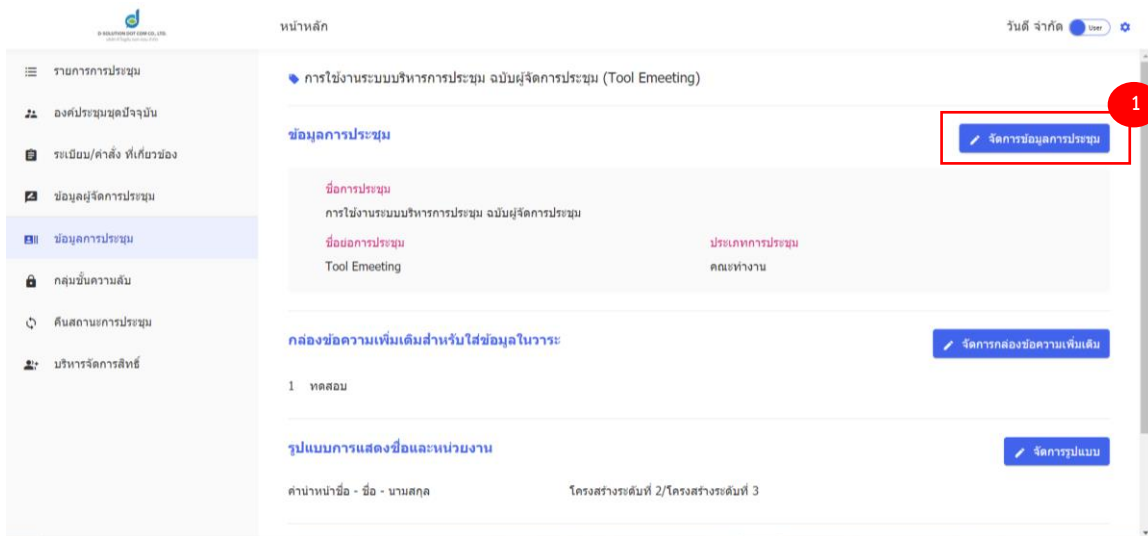 D SOLUTION DOT COM CO., LTD.
หน้าหลัก
วันดี จำกัด User
รายการการประชุม
องค์ประชุมชุดปัจจุบัน
ระเบียบ/คำสั่ง ที่เกี่ยวข้อง
ข้อมูลผู้จัดการประชุม
ข้อมูลการประชุม
กลุ่มชั้นความลับ
คืนสถานะการประชุม
บริหารจัดการสิทธิ์
การใช้งานระบบบริหารการประชุม ฉบับผู้จัดการประชุม (Tool Emeeting)
1
ข้อมูลการประชุม
จัดการข้อมูลการประชุม
ชื่อการประชุม
การใช้งานระบบบริหารการประชุม ฉบับผู้จัดการประชุม
ชื่อย่อการประชุม ประเภทการประชุม
Tool Emeeting คณะทำงาน
กล่องข้อความเพิ่มเติมสำหรับใส่ข้อมูลในวาระ
จัดการกล่องข้อความเพิ่มเติม
1 ทดสอบ
รูปแบบการแสดงชื่อและหน่วยงาน
จัดการรูปแบบ
คำนำหน้าชื่อ - ชื่อ - นามสกุล โครงสร้างระดับที่ 2/โครงสร้างระดับที่ 3